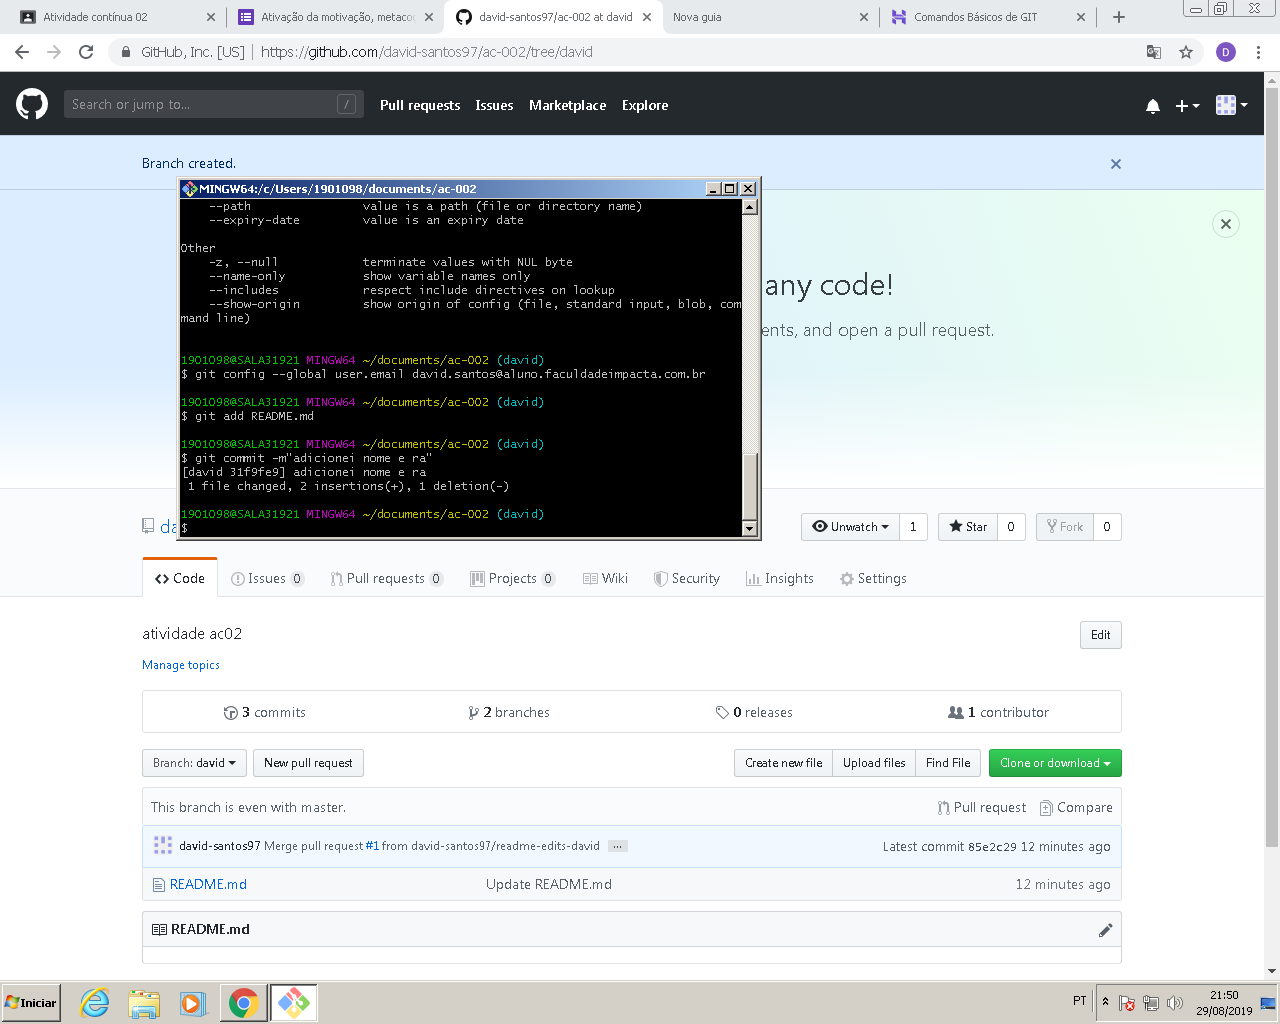 Atividade contínua 02
Ativação da motivação, metacog
david-santos97/ac-002 at david
Nova guia
Comandos Básicos de GIT
GitHub, Inc. [US] | https://github.com/david-santos97/ac-002/tree/david
D
Search or jump to...
/
Pull requests
Issues
Marketplace
Explore
Branch created.
MINGW64:/c/Users/1901098/documents/ac-002
--path value is a path (file or directory name)
--expiry-date value is an expiry date
Other
-z, --null terminate values with NUL byte
--name-only show variable names only
--includes respect include directives on lookup
--show-origin show origin of config (file, standard input, blob, com
mand line)
1901098@SALA31921 MINGW64 ~/documents/ac-002 (david)
$ git config --global user.email david.santos@aluno.faculdadeimpacta.com.br
1901098@SALA31921 MINGW64 ~/documents/ac-002 (david)
$ git add README.md
1901098@SALA31921 MINGW64 ~/documents/ac-002 (david)
$ git commit -m"adicionei nome e ra"
[david 31f9fe9] adicionei nome e ra
1 file changed, 2 insertions(+), 1 deletion(-)
1901098@SALA31921 MINGW64 ~/documents/ac-002 (david)
$
any code!
ents, and open a pull request.
da
Unwatch 1
Star 0
Fork 0
Code
Issues 0
Pull requests 0
Projects 0
Wiki
Security
Insights
Settings
atividade ac02
Edit
Manage topics
3 commits
2 branches
0 releases
1 contributor
Branch: david
New pull request
Create new file
Upload files
Find File
Clone or download
This branch is even with master.
Pull request
Compare
david-santos97 Merge pull request #1 from david-santos97/readme-edits-david ...
Latest commit 85e2c29 12 minutes ago
README.md
Update README.md
12 minutes ago
README.md
Iniciar
PT
21:50
29/08/2019